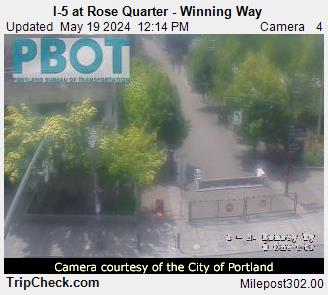 I-5 at Rose Quarter - Winning Way
Updated May 19 2024 12:14 PM Camera 4
PBOT
PORTLAND BUREAU OF TRANSPORTATION
Camera courtesy of the City of Portland
TripCheck.com Milepost302.00